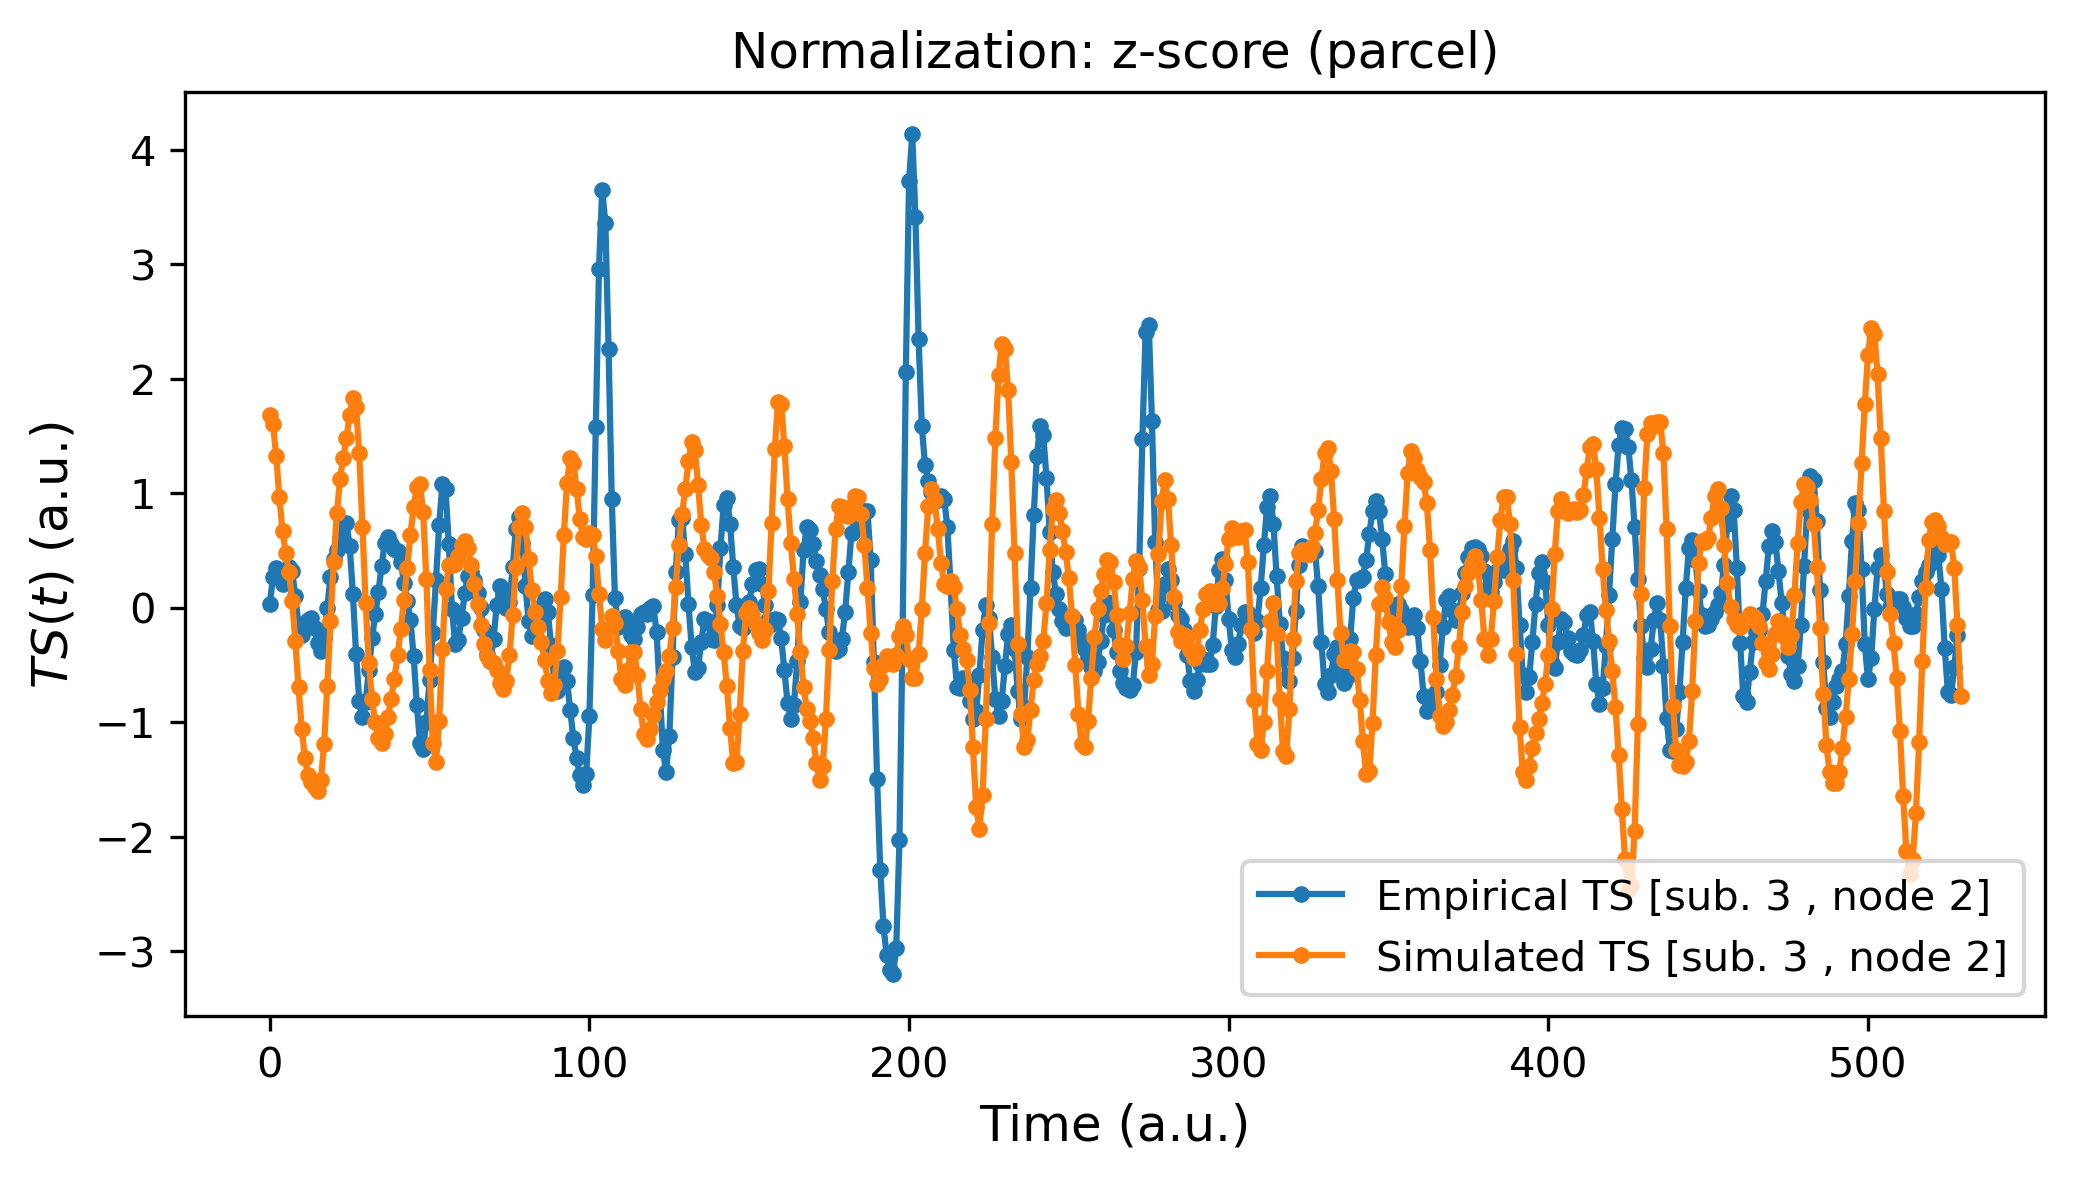 Normalization: z-score (parcel)
4
3
2
1
0
−1
−2
−3
TS(t) (a.u.)
Empirical TS [sub. 3 , node 2]
Simulated TS [sub. 3 , node 2]
0 100 200 300 400 500
Time (a.u.)